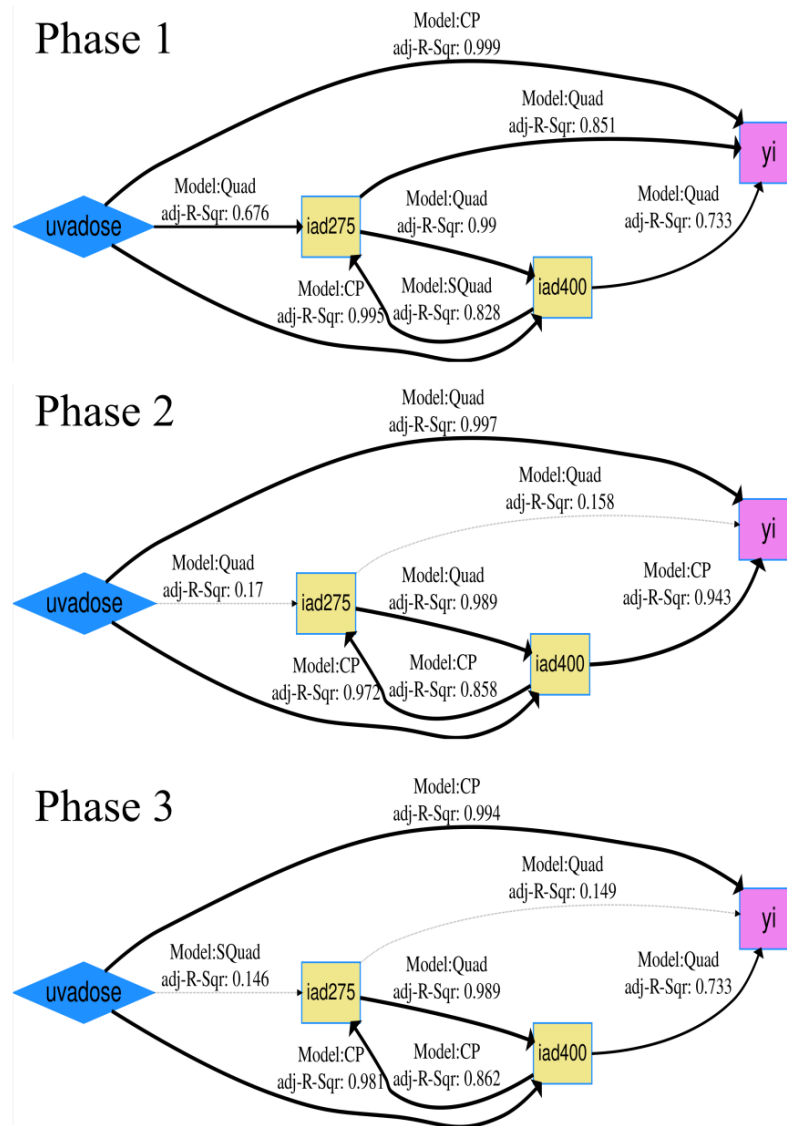 Phase 1
Model:CP
adj-R-Sqr: 0.999
Model:Quad
adj-R-Sqr: 0.851
yi
Model:Quad
adj-R-Sqr: 0.676
Model:Quad
adj-R-Sqr: 0.99
Model:Quad
adj-R-Sqr: 0.733
uvadose
iad275
Model:CP
adj-R-Sqr: 0.995
Model:SQuad
adj-R-Sqr: 0.828
iad400
Phase 2
Model:Quad
adj-R-Sqr: 0.997
Model:Quad
adj-R-Sqr: 0.158
yi
Model:Quad
adj-R-Sqr: 0.17
Model:Quad
adj-R-Sqr: 0.989
Model:CP
adj-R-Sqr: 0.943
uvadose
iad275
Model:CP
adj-R-Sqr: 0.972
Model:CP
adj-R-Sqr: 0.858
iad400
Phase 3
Model:CP
adj-R-Sqr: 0.994
Model:Quad
adj-R-Sqr: 0.149
yi
Model:SQuad
adj-R-Sqr: 0.146
Model:Quad
adj-R-Sqr: 0.989
Model:Quad
adj-R-Sqr: 0.733
uvadose
iad275
Model:CP
adj-R-Sqr: 0.981
Model:CP
adj-R-Sqr: 0.862
iad400